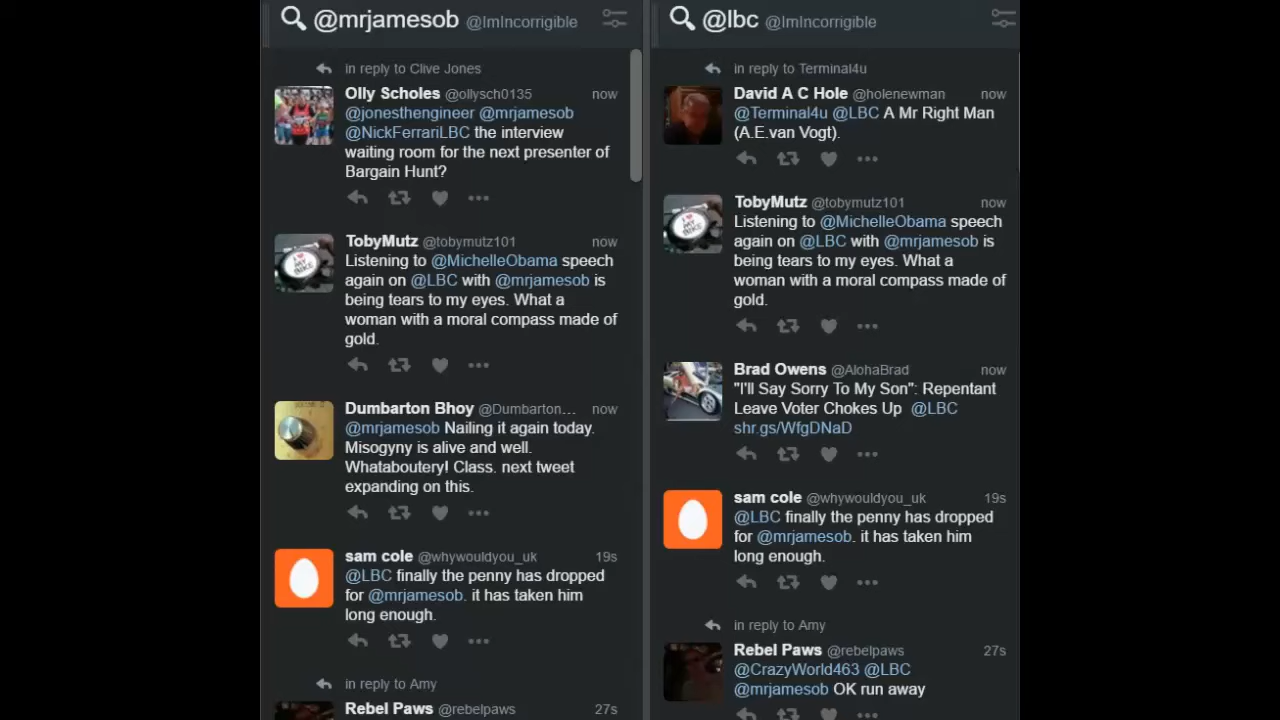 @mrjamesob @ImIncorrigible
in reply to Clive Jones
Olly Scholes @ollysch0135 now
@jonesthengineer @mrjamesob
@NickFerrariLBC the interview
waiting room for the next presenter of
Bargain Hunt?
TobyMutz @tobymutz101 now
Listening to @MichelleObama speech
again on @LBC with @mrjamesob is
being tears to my eyes. What a
woman with a moral compass made of
gold.
Dumbarton Bhoy @Dumbarton... now
@mrjamesob Nailing it again today.
Misogyny is alive and well.
Whataboutery! Class. next tweet
expanding on this.
sam cole @whywouldyou_uk 19s
@LBC finally the penny has dropped
for @mrjamesob. it has taken him
long enough.
in reply to Amy
Rebel Paws @rebelpaws 27s
@lbc @ImIncorrigible
in reply to Terminal4u
David A C Hole @holenewman now
@Terminal4u @LBC A Mr Right Man
(A.E.van Vogt).
TobyMutz @tobymutz101 now
Listening to @MichelleObama speech
again on @LBC with @mrjamesob is
being tears to my eyes. What a
woman with a moral compass made of
gold.
Brad Owens @AlohaBrad now
"I'll Say Sorry To My Son": Repentant
Leave Voter Chokes Up @LBC
shr.gs/WfgDNaD
sam cole @whywouldyou_uk 19s
@LBC finally the penny has dropped
for @mrjamesob. it has taken him
long enough.
in reply to Amy
Rebel Paws @rebelpaws 27s
@CrazyWorld463 @LBC
@mrjamesob OK run away